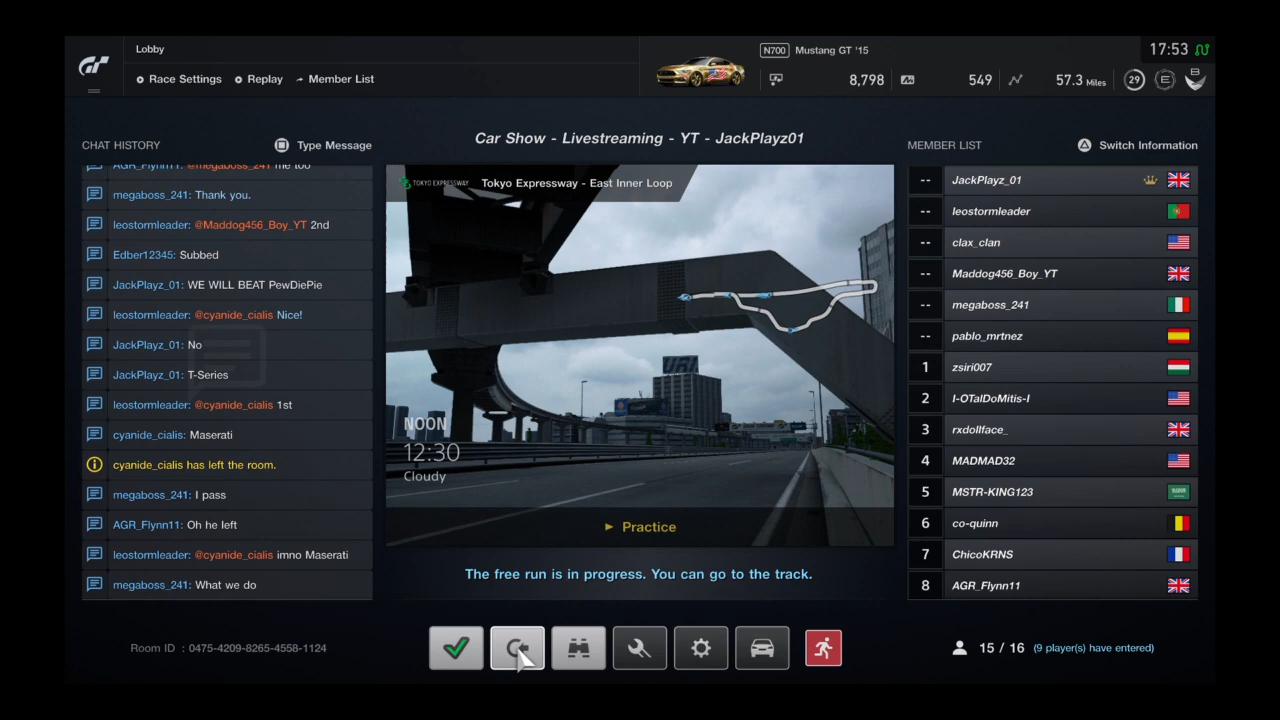 Lobby
Race Settings
Replay
Member List
N700 Mustang GT '15
8,798
549
57.3 Miles
29
E
B
17:53
CHAT HISTORY
Type Message
AGR_Flynn11: @megaboss_241 me too
megaboss_241: Thank you.
leostormleader: @Maddog456_Boy_YT 2nd
Edber12345: Subbed
JackPlayz_01: WE WILL BEAT PewDiePie
leostormleader: @cyanide_cialis Nice!
JackPlayz_01: No
JackPlayz_01: T-Series
leostormleader: @cyanide_cialis 1st
cyanide_cialis: Maserati
cyanide_cialis has left the room.
megaboss_241: I pass
AGR_Flynn11: Oh he left
leostormleader: @cyanide_cialis imno Maserati
megaboss_241: What we do
Car Show - Livestreaming - YT - JackPlayz01
TOKYO EXPRESSWAY
Tokyo Expressway - East Inner Loop
NOON
12:30
Cloudy
Practice
The free run is in progress. You can go to the track.
MEMBER LIST
Switch Information
-- JackPlayz_01
-- leostormleader
-- clax_clan
-- Maddog456_Boy_YT
-- megaboss_241
-- pablo_mrtnez
1 zsiri007
2 I-OTalDoMitis-I
3 rxdollface_
4 MADMAD32
5 MSTR-KING123
6 co-quinn
7 ChicoKRNS
8 AGR_Flynn11
Room ID : 0475-4209-8265-4558-1124
15 / 16 (9 player(s) have entered)